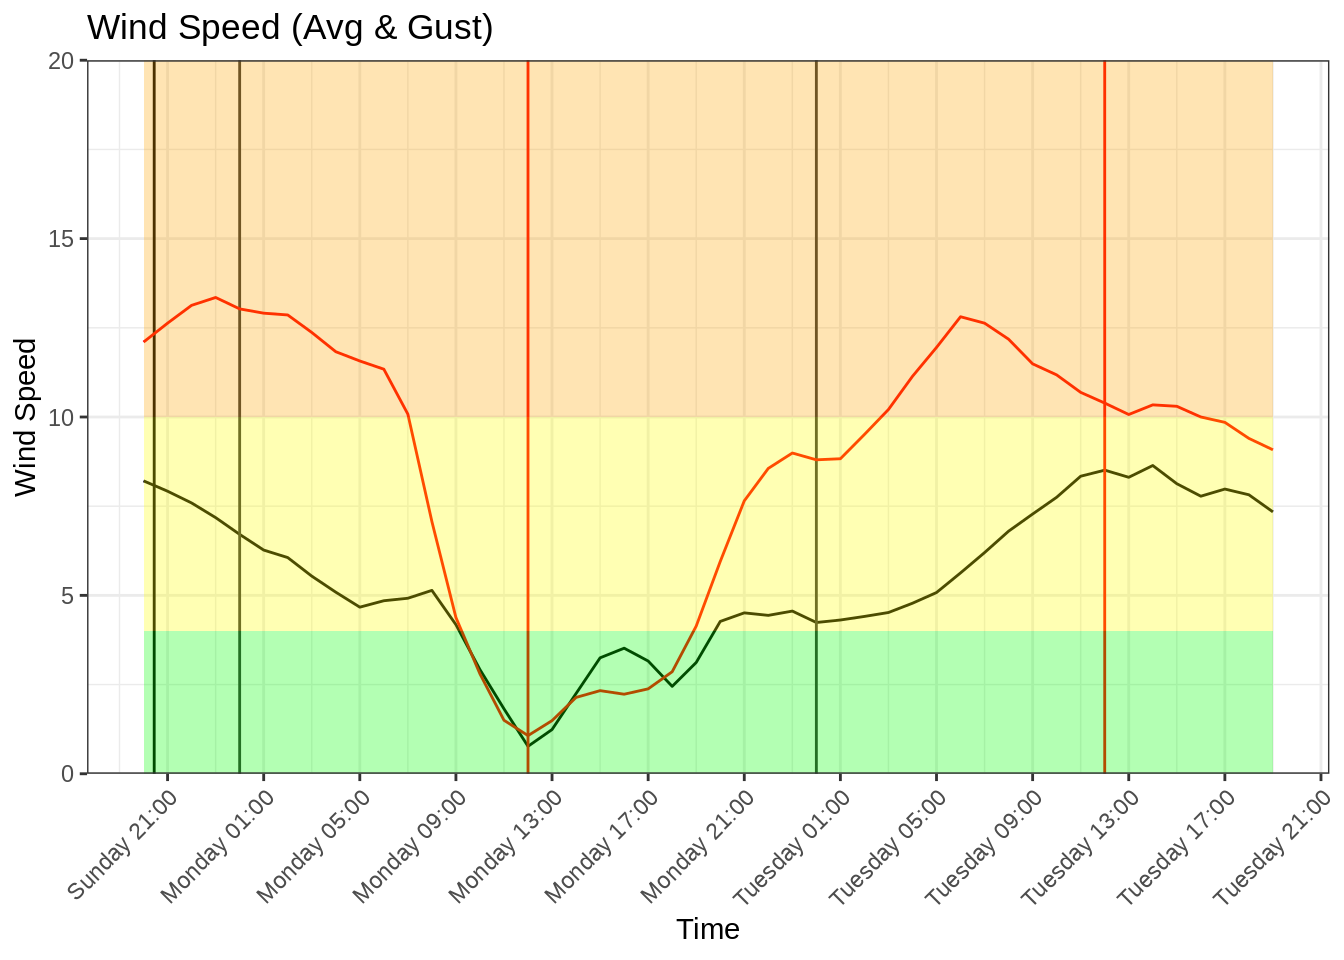 Wind Speed (Avg & Gust)
20
15
10
5
0
Wind Speed
Sunday 21:00
Monday 01:00
Monday 05:00
Monday 09:00
Monday 13:00
Monday 17:00
Monday 21:00
Tuesday 01:00
Tuesday 05:00
Tuesday 09:00
Tuesday 13:00
Tuesday 17:00
Tuesday 21:00
Time